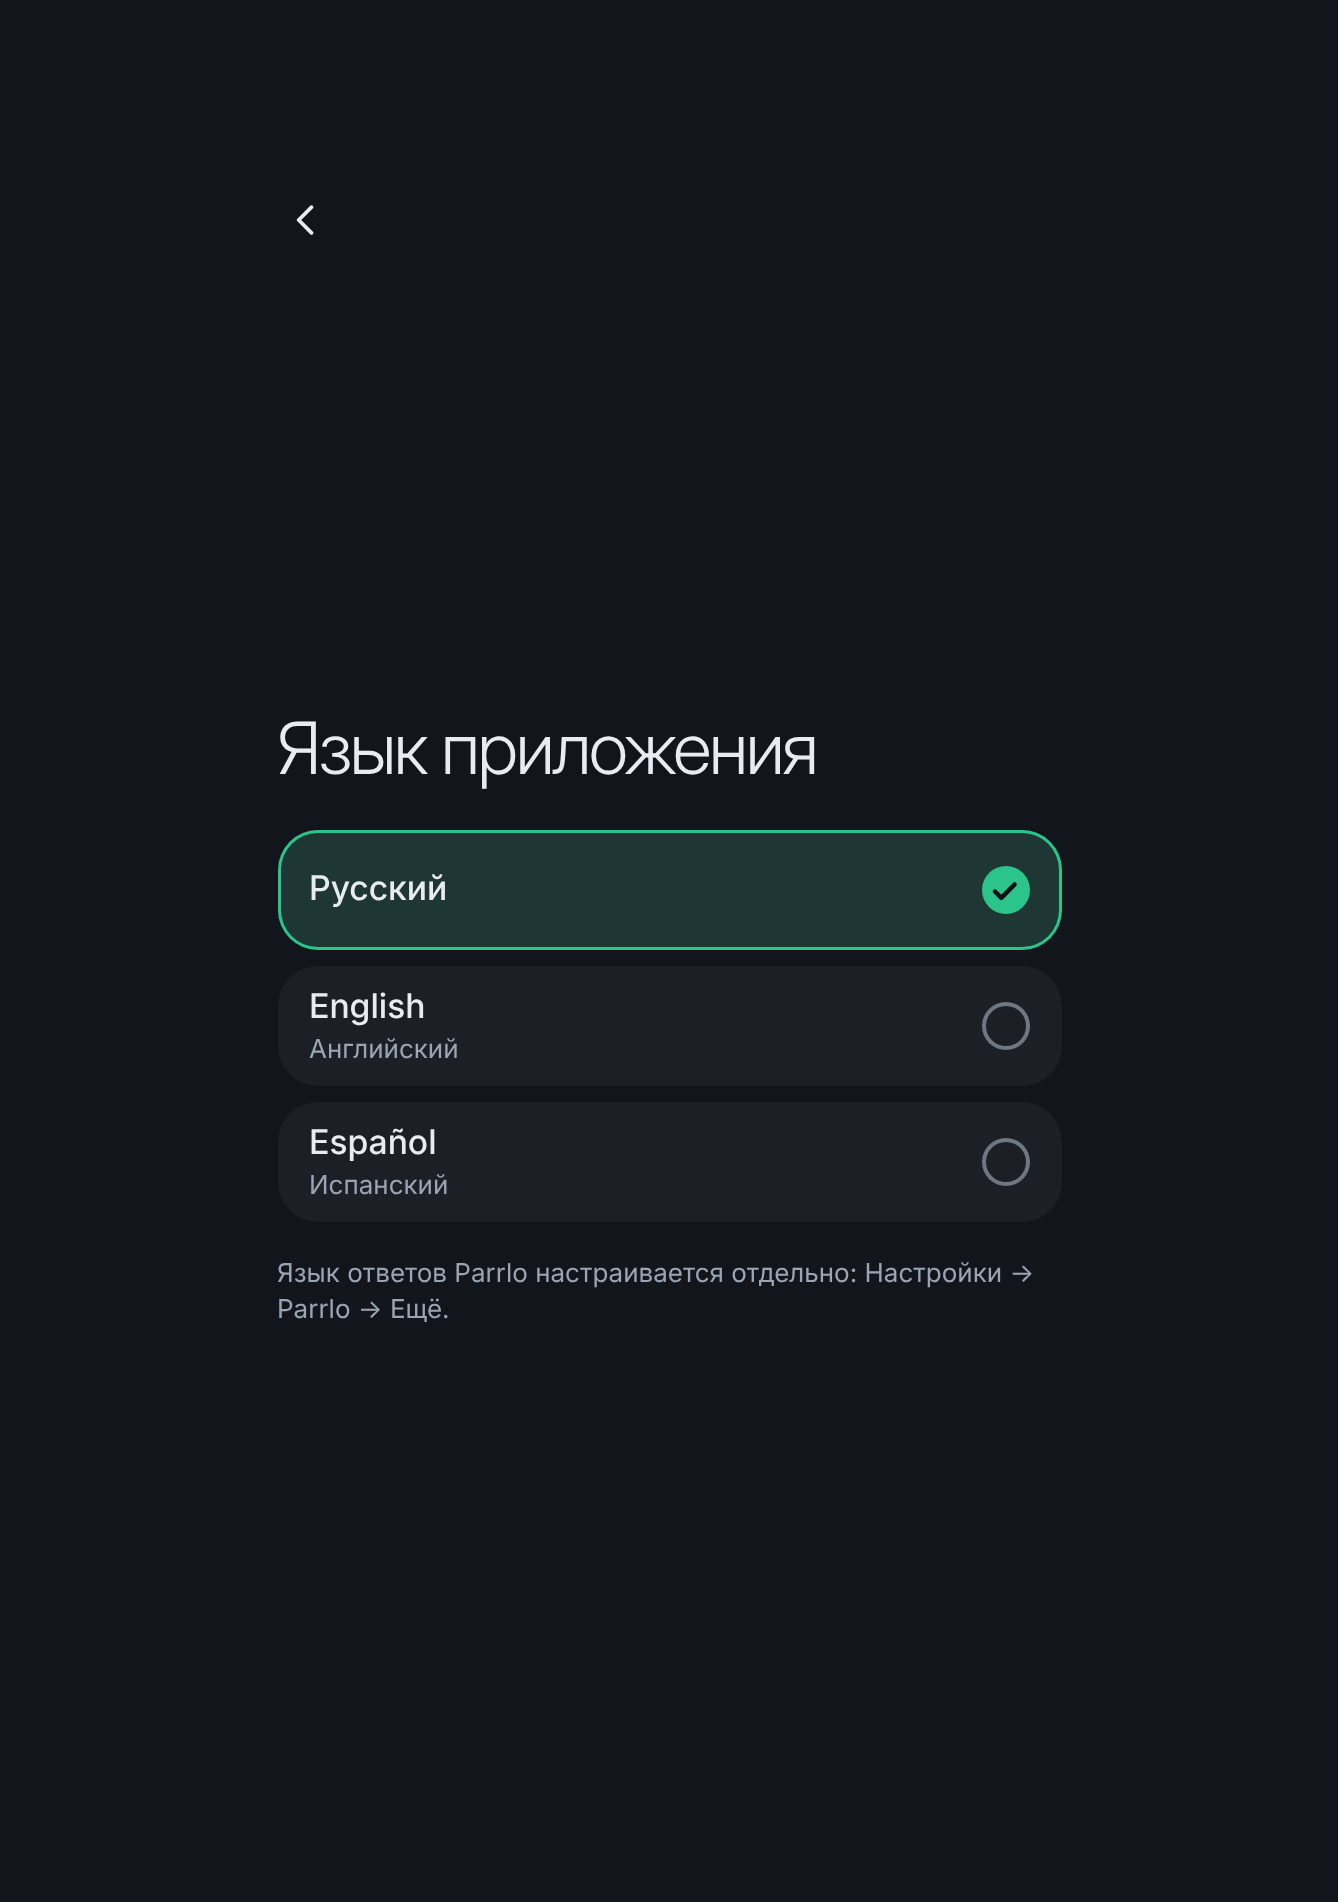 Язык приложения
Русский
English
Английский
Español
Испанский
Язык ответов Parrlo настраивается отдельно: Настройки →
Parrlo → Ещё.